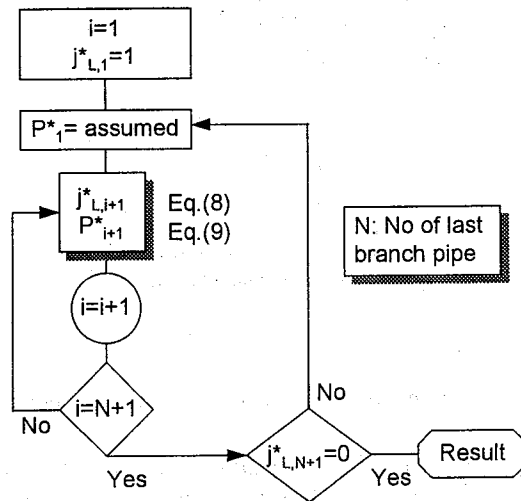 i=1
j*L,1=1
P*1= assumed
j*L,i+1
P*i+1
Eq.(8)
Eq.(9)
N: No of last
branch pipe
i=i+1
i=N+1
No
Yes
No
j*L,N+1=0
Yes
Result